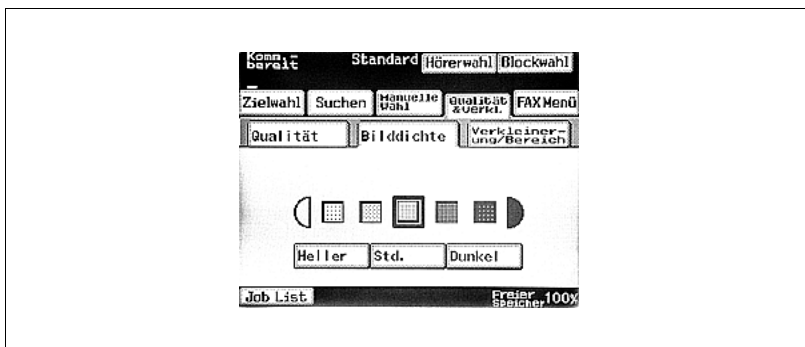 Komm.-
bereit
Standard Hörerwahl Blockwahl
Zielwahl Suchen Manuelle Wahl Qualität &Verkl. FAX Menü
Qualität Bilddichte Verkleiner-
ung/Bereich
Heller Std. Dunkel
Job List Freier Speicher 100%